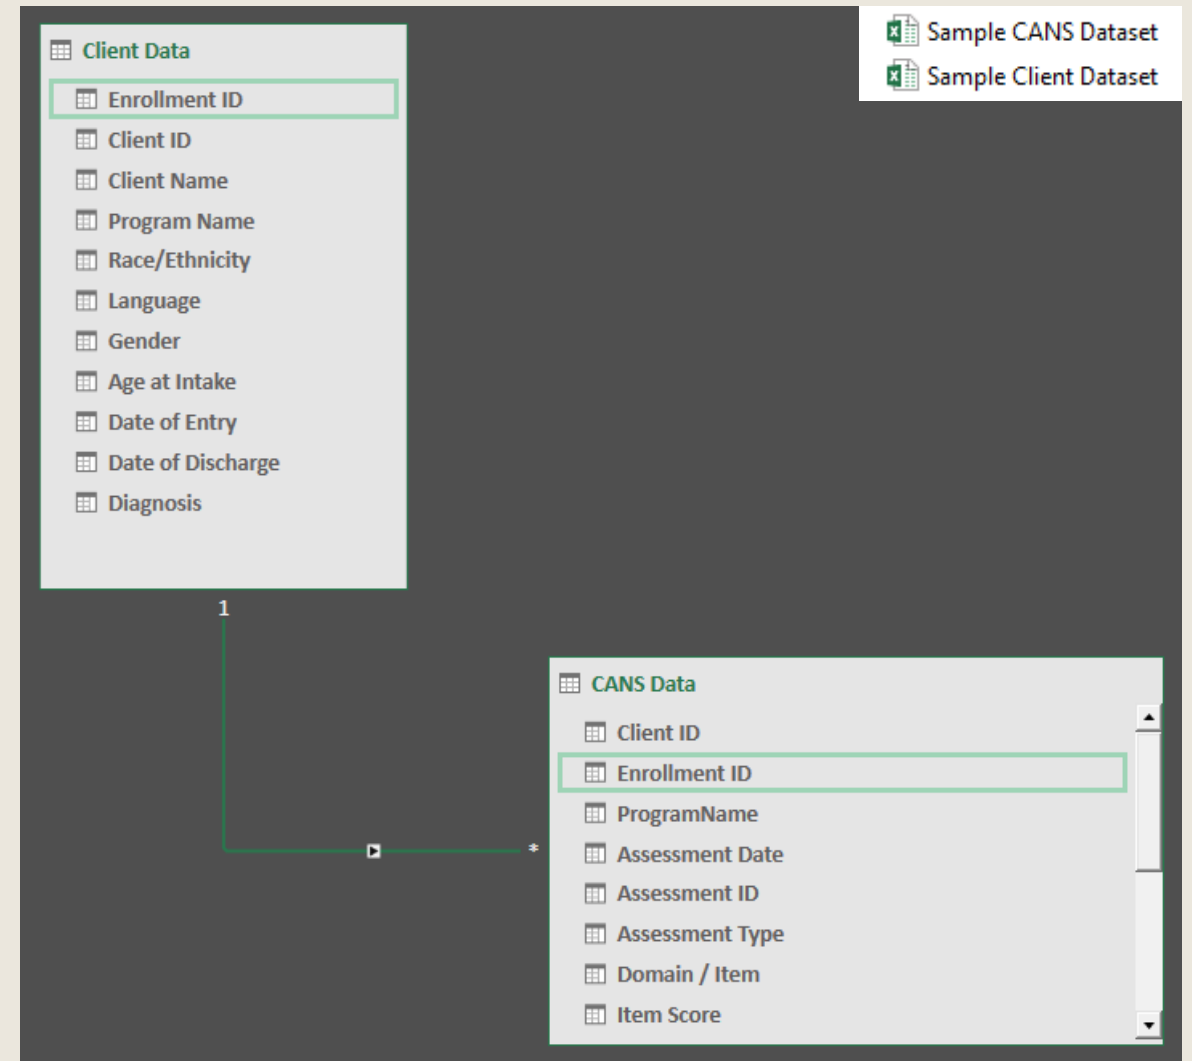 Client Data
Enrollment ID
Client ID
Client Name
Program Name
Race/Ethnicity
Language
Gender
Age at Intake
Date of Entry
Date of Discharge
Diagnosis
Sample CANS Dataset
Sample Client Dataset
1
*
CANS Data
Client ID
Enrollment ID
ProgramName
Assessment Date
Assessment ID
Assessment Type
Domain / Item
Item Score